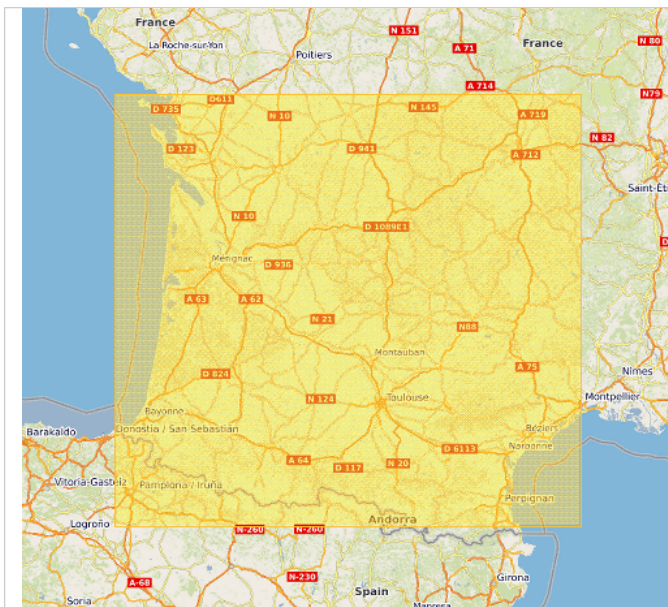 France
N 151
La Roche-sur-Yon
A 71
France
N 80
Poitiers
A 714
N79
D611
D 735
N 10
N 145
A 719
N 82
D 123
D 941
A 712
Saint-Ét
N 10
D 1089E1
Mérignac
D 936
A 63
A 62
N 21
N88
Montauban
A 75
Nîmes
D 824
Toulouse
Montpellier
N 124
Bayonne
Barakaldo
Donostia / San Sebastián
Béziers
D 6113
Narbonne
A 64
D 117
N 20
Vitoria-Gasteiz
Pamplona / Iruña
Perpignan
Logroño
Andorra
N-260
N-260
A-68
N-230
Girona
Spain
Soria